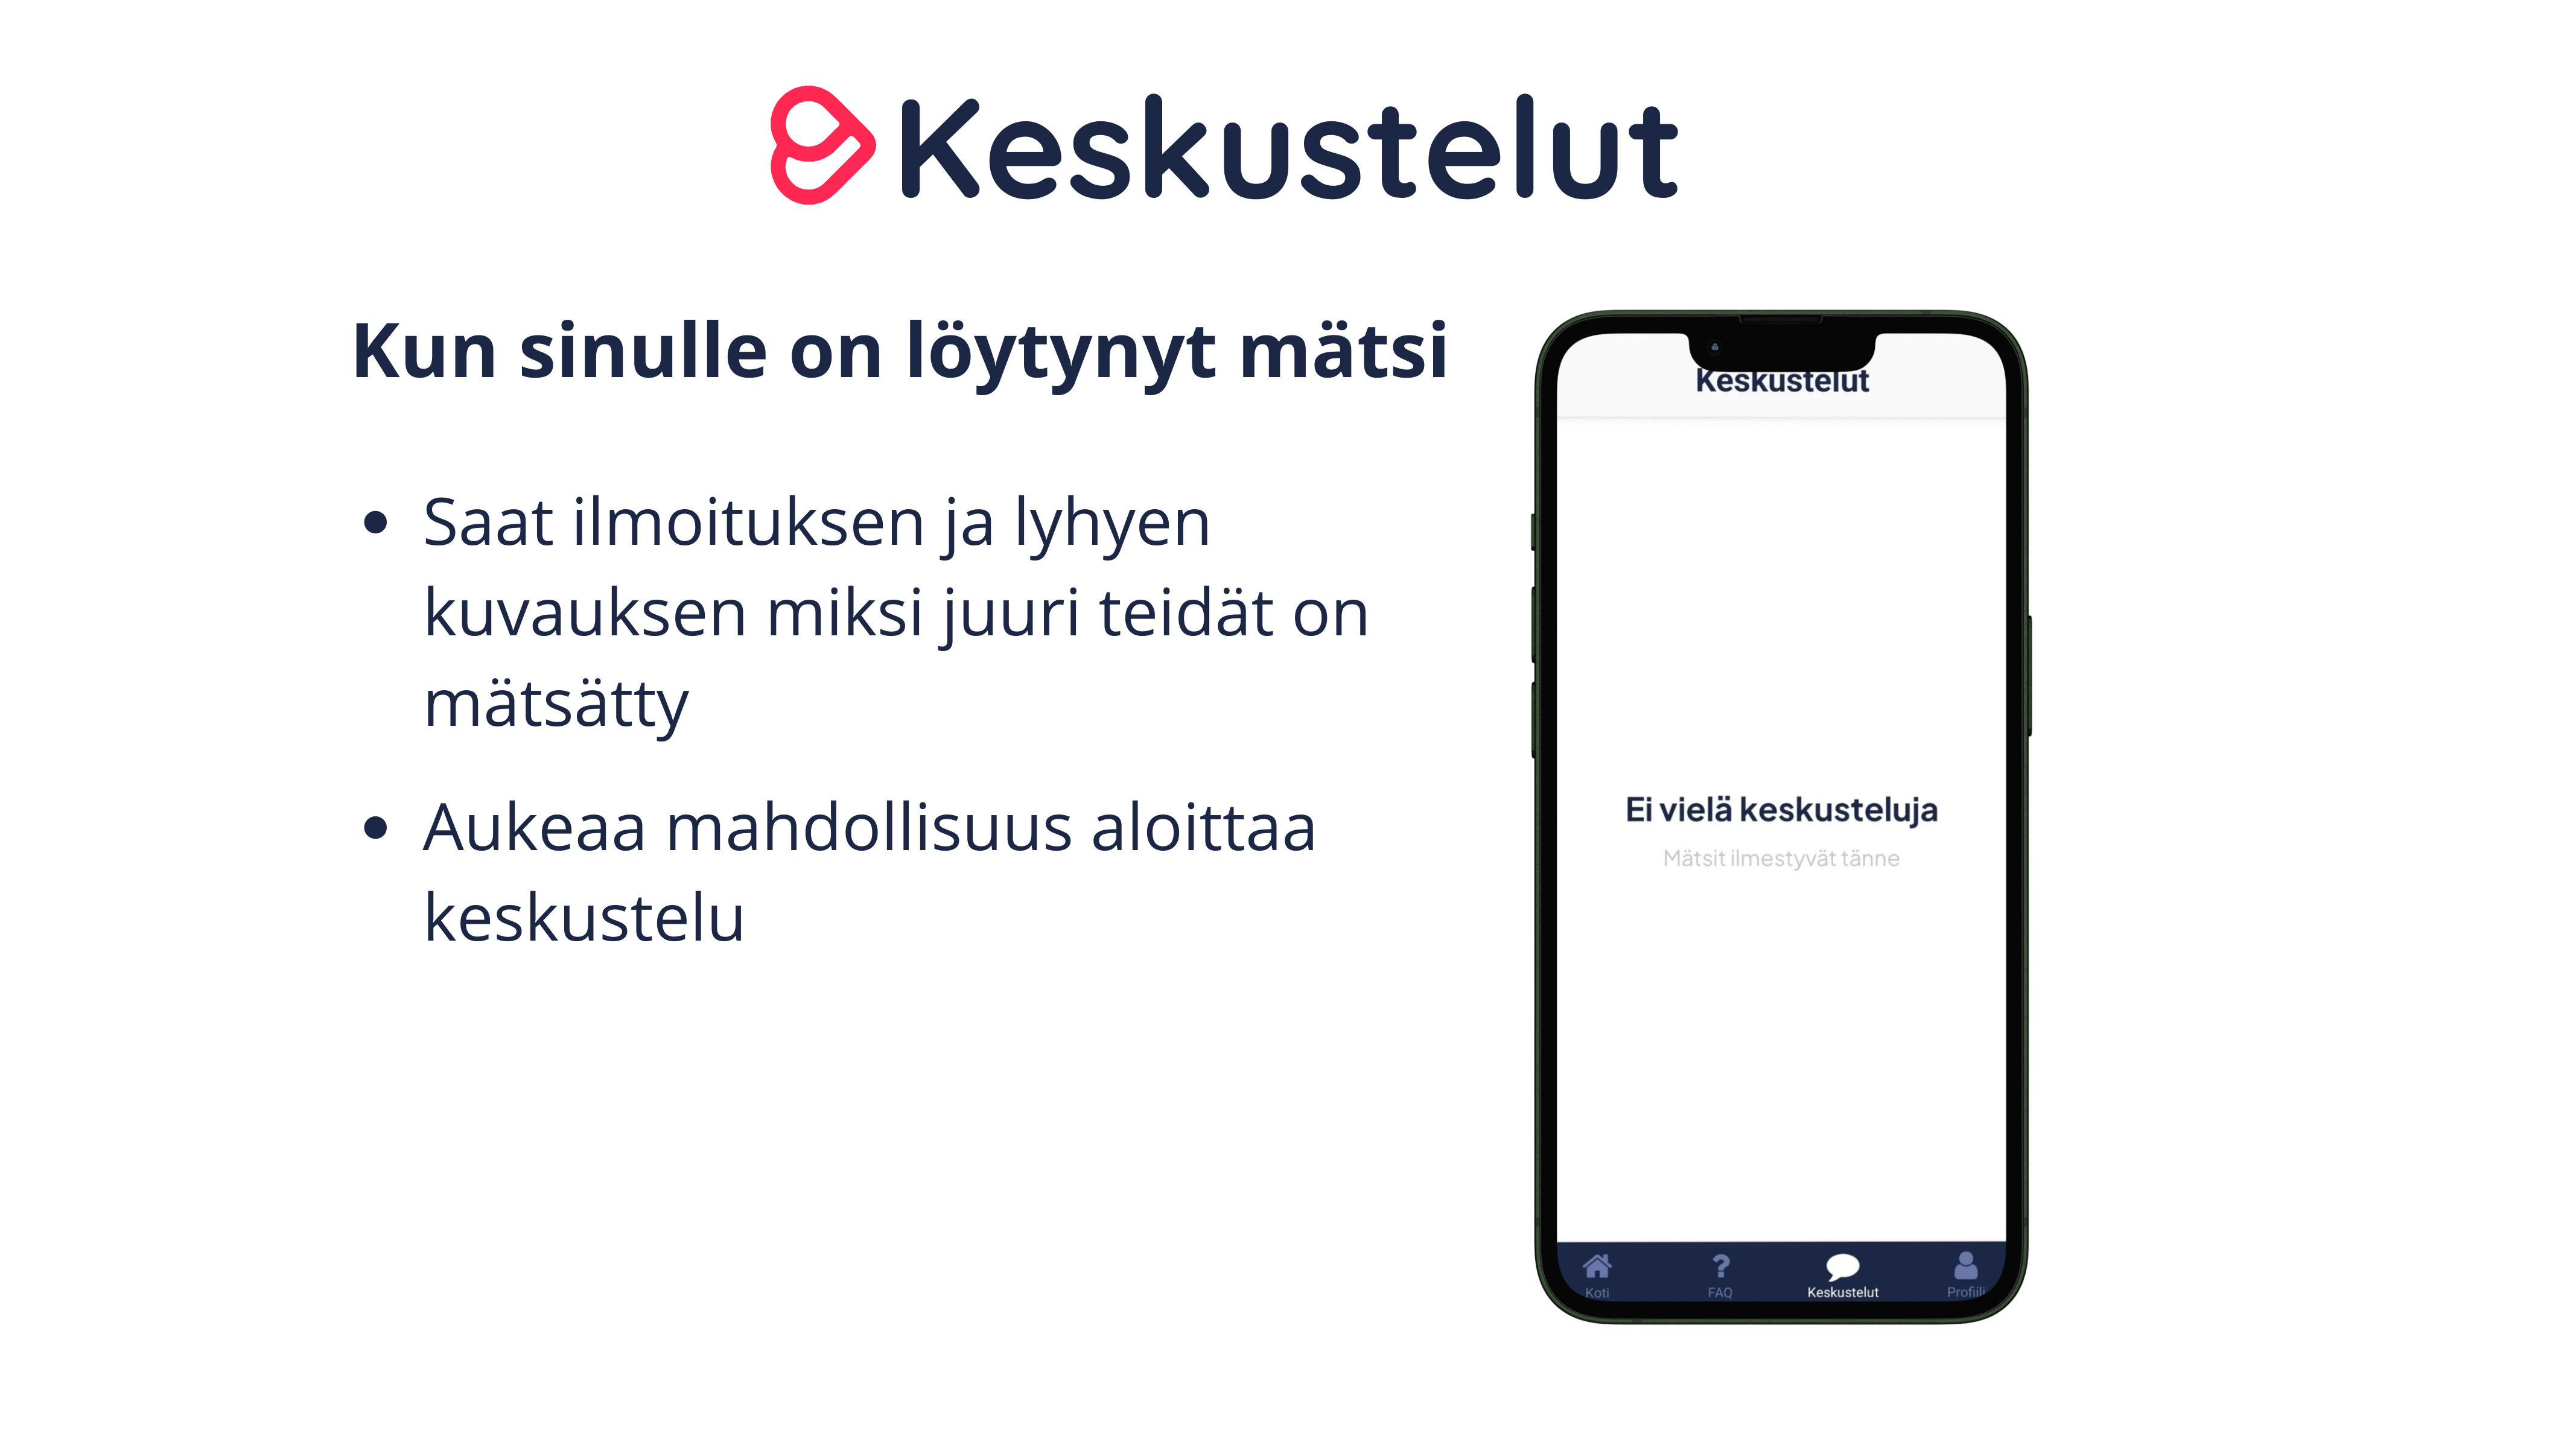 Keskustelut
Kun sinulle on löytynyt mätsi
• Saat ilmoituksen ja lyhyen
kuvauksen miksi juuri teidät on
mätsätty
• Aukeaa mahdollisuus aloittaa
keskustelu
Keskustelut
Ei vielä keskusteluja
Mätsit ilmestyvät tänne
Koti FAQ Keskustelut Profiili